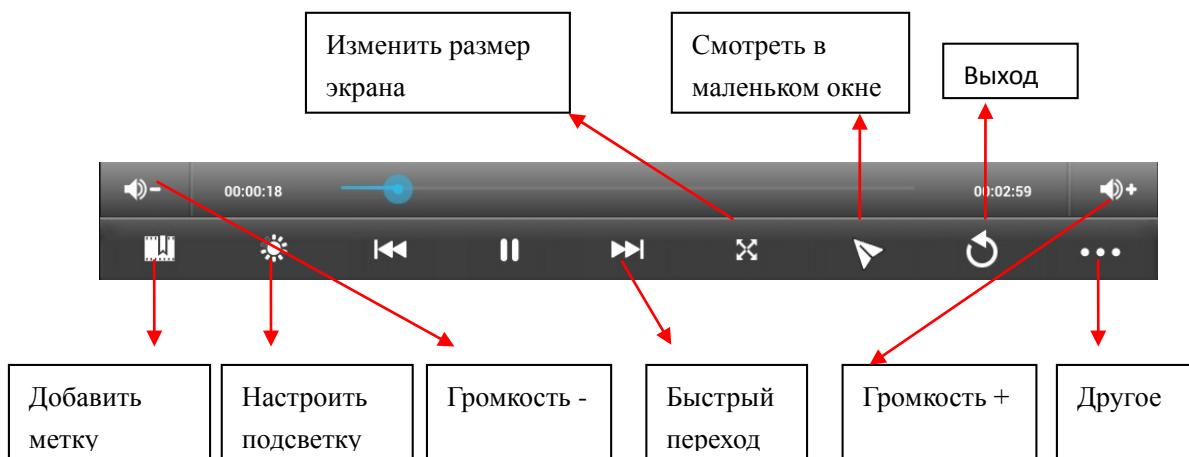 Изменить размер
экрана
Смотреть в
маленьком окне
Выход
00:00:18
00:02:59
Добавить
метку
Настроить
подсветку
Громкость -
Быстрый
переход
Громкость +
Другое